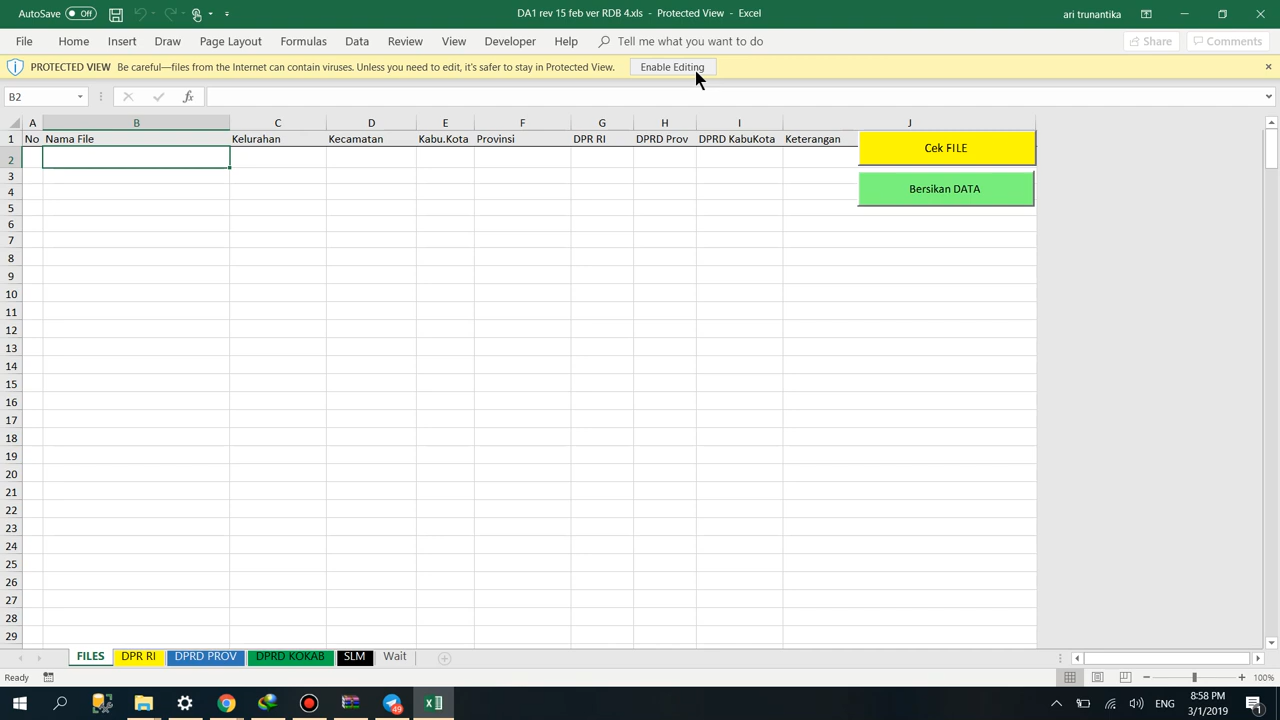 AutoSave Off DA1 rev 15 feb ver RDB 4.xls - Protected View - Excel ari trunantika
File Home Insert Draw Page Layout Formulas Data Review View Developer Help Tell me what you want to do Share Comments
PROTECTED VIEW Be careful—files from the Internet can contain viruses. Unless you need to edit, it's safer to stay in Protected View. Enable Editing
B2 fx
A B C D E F G H I J
1 No Nama File Kelurahan Kecamatan Kabu.Kota Provinsi DPR RI DPRD Prov DPRD KabuKota Keterangan Cek FILE
2
3
4 Bersikan DATA
5
6
7
8
9
10
11
12
13
14
15
16
17
18
19
20
21
22
23
24
25
26
27
28
29
FILES DPR RI DPRD PROV DPRD KOKAB SLM Wait
Ready 100%
49 ENG 8:58 PM
3/1/2019 1